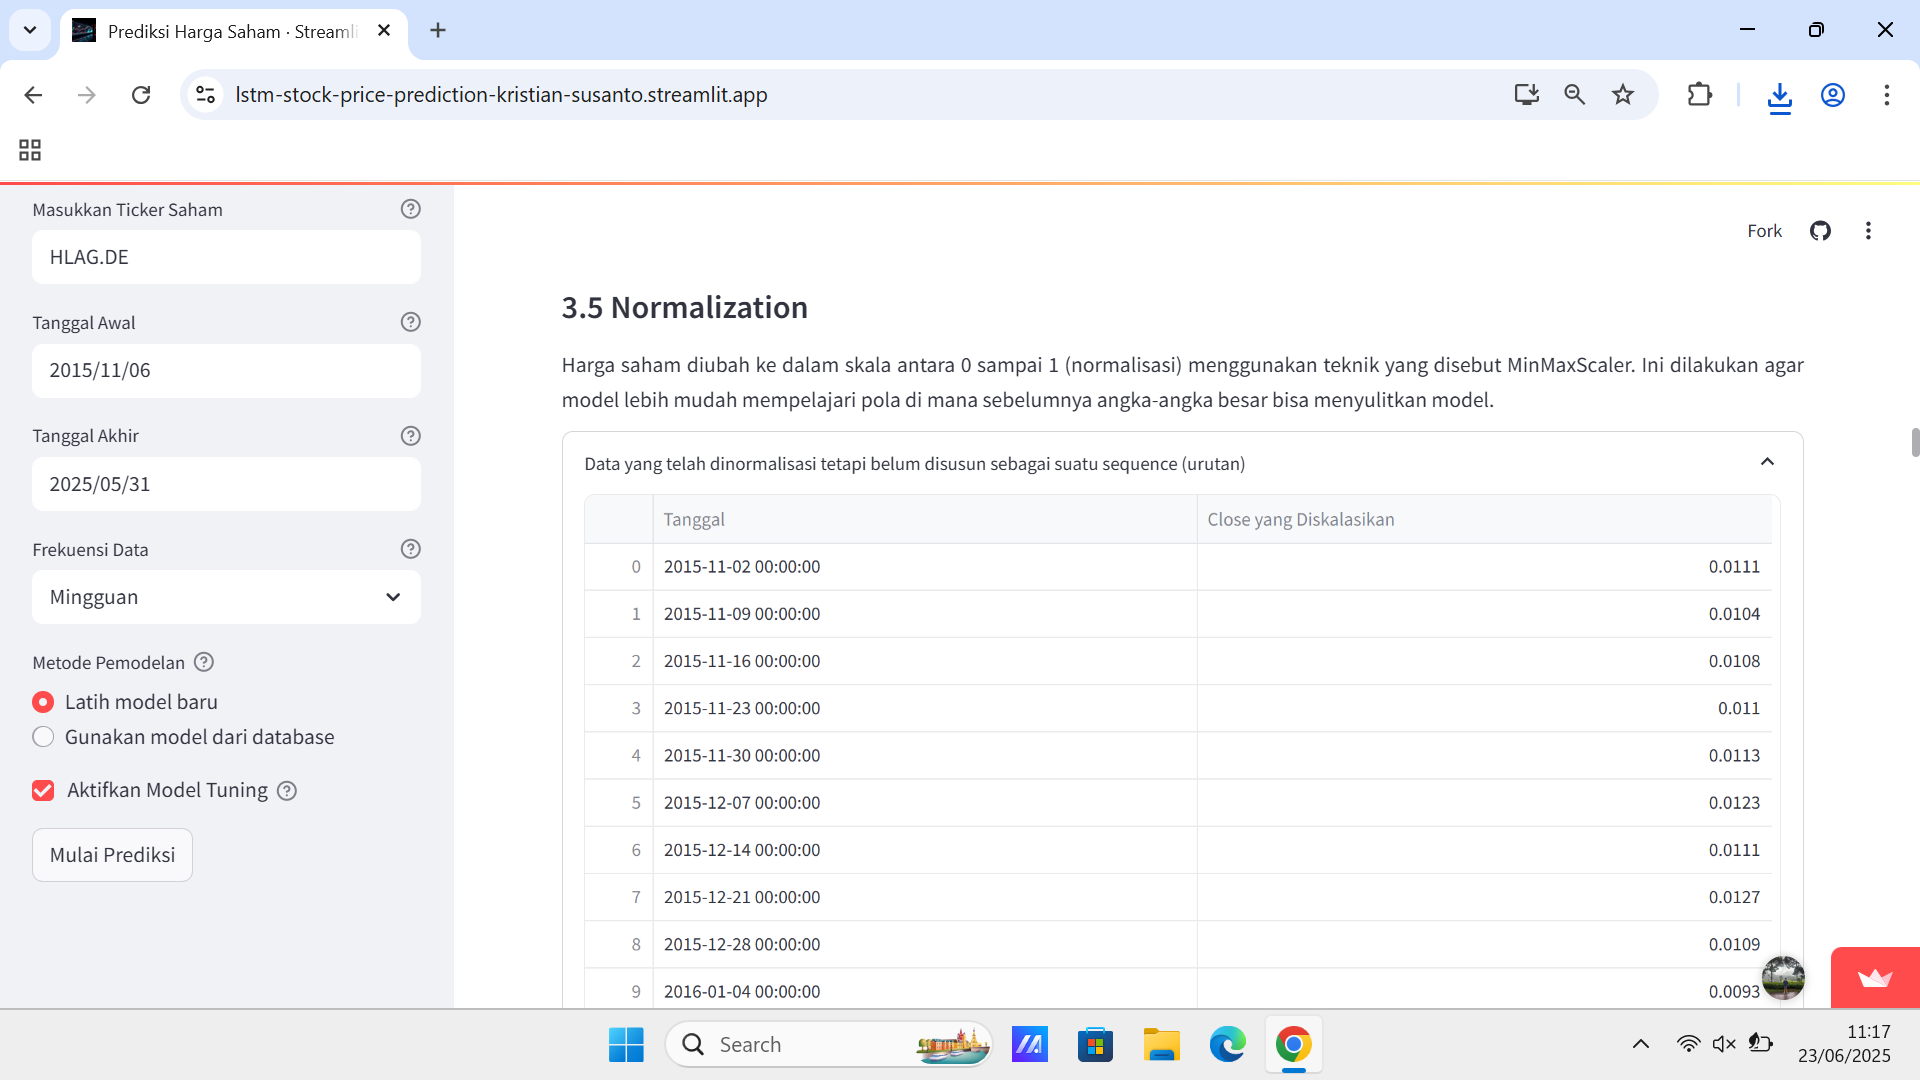 Prediksi Harga Saham · Streamli
lstm-stock-price-prediction-kristian-susanto.streamlit.app
Masukkan Ticker Saham
HLAG.DE
Tanggal Awal
2015/11/06
Tanggal Akhir
2025/05/31
Frekuensi Data
Mingguan
Metode Pemodelan
Latih model baru
Gunakan model dari database
Aktifkan Model Tuning
Mulai Prediksi
Fork
3.5 Normalization
Harga saham diubah ke dalam skala antara 0 sampai 1 (normalisasi) menggunakan teknik yang disebut MinMaxScaler. Ini dilakukan agar
model lebih mudah mempelajari pola di mana sebelumnya angka-angka besar bisa menyulitkan model.
Data yang telah dinormalisasi tetapi belum disusun sebagai suatu sequence (urutan)
Tanggal Close yang Diskalasikan
0 2015-11-02 00:00:00 0.0111
1 2015-11-09 00:00:00 0.0104
2 2015-11-16 00:00:00 0.0108
3 2015-11-23 00:00:00 0.011
4 2015-11-30 00:00:00 0.0113
5 2015-12-07 00:00:00 0.0123
6 2015-12-14 00:00:00 0.0111
7 2015-12-21 00:00:00 0.0127
8 2015-12-28 00:00:00 0.0109
9 2016-01-04 00:00:00 0.0093
Search
11:17
23/06/2025